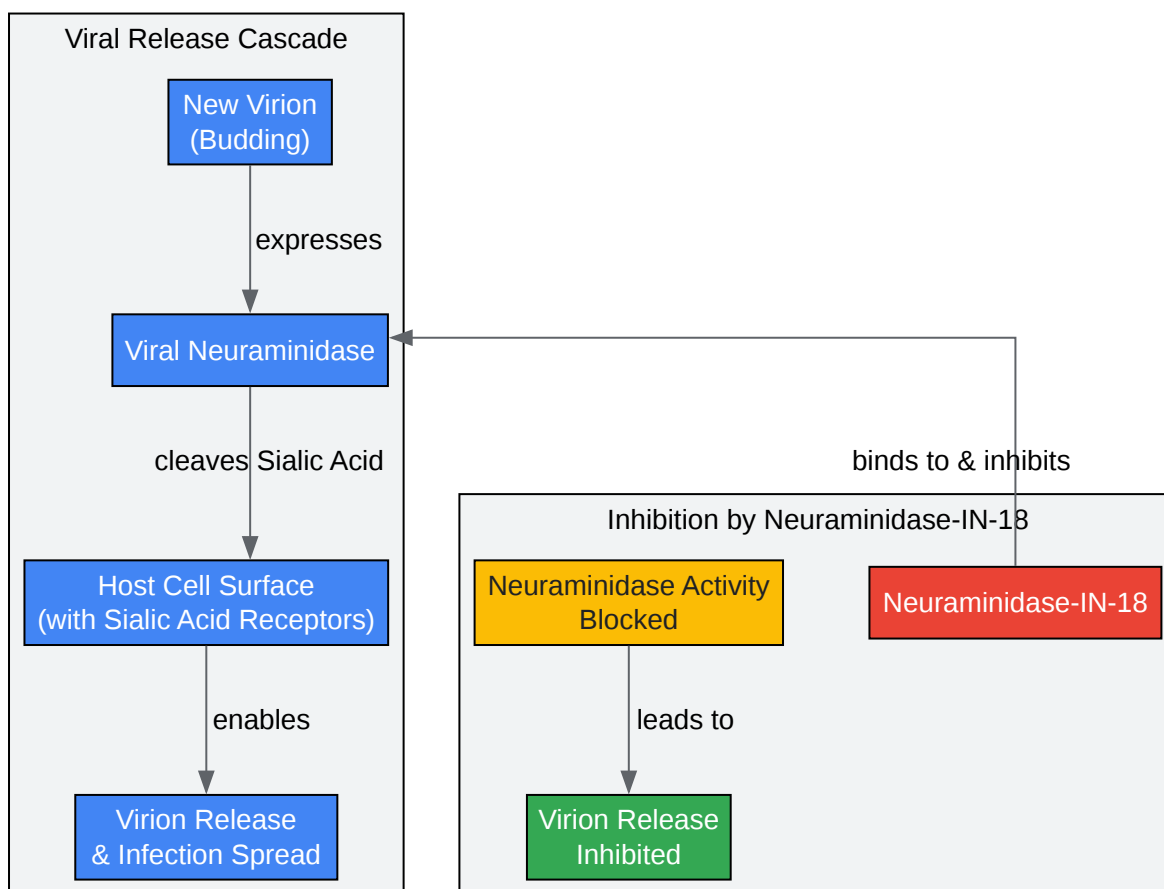 Viral Release Cascade
New Virion
(Budding)
expresses
Viral Neuraminidase
cleaves Sialic Acid
Host Cell Surface
(with Sialic Acid Receptors)
enables
Virion Release
& Infection Spread
binds to & inhibits
Inhibition by Neuraminidase-IN-18
Neuraminidase Activity
Blocked
Neuraminidase-IN-18
leads to
Virion Release
Inhibited